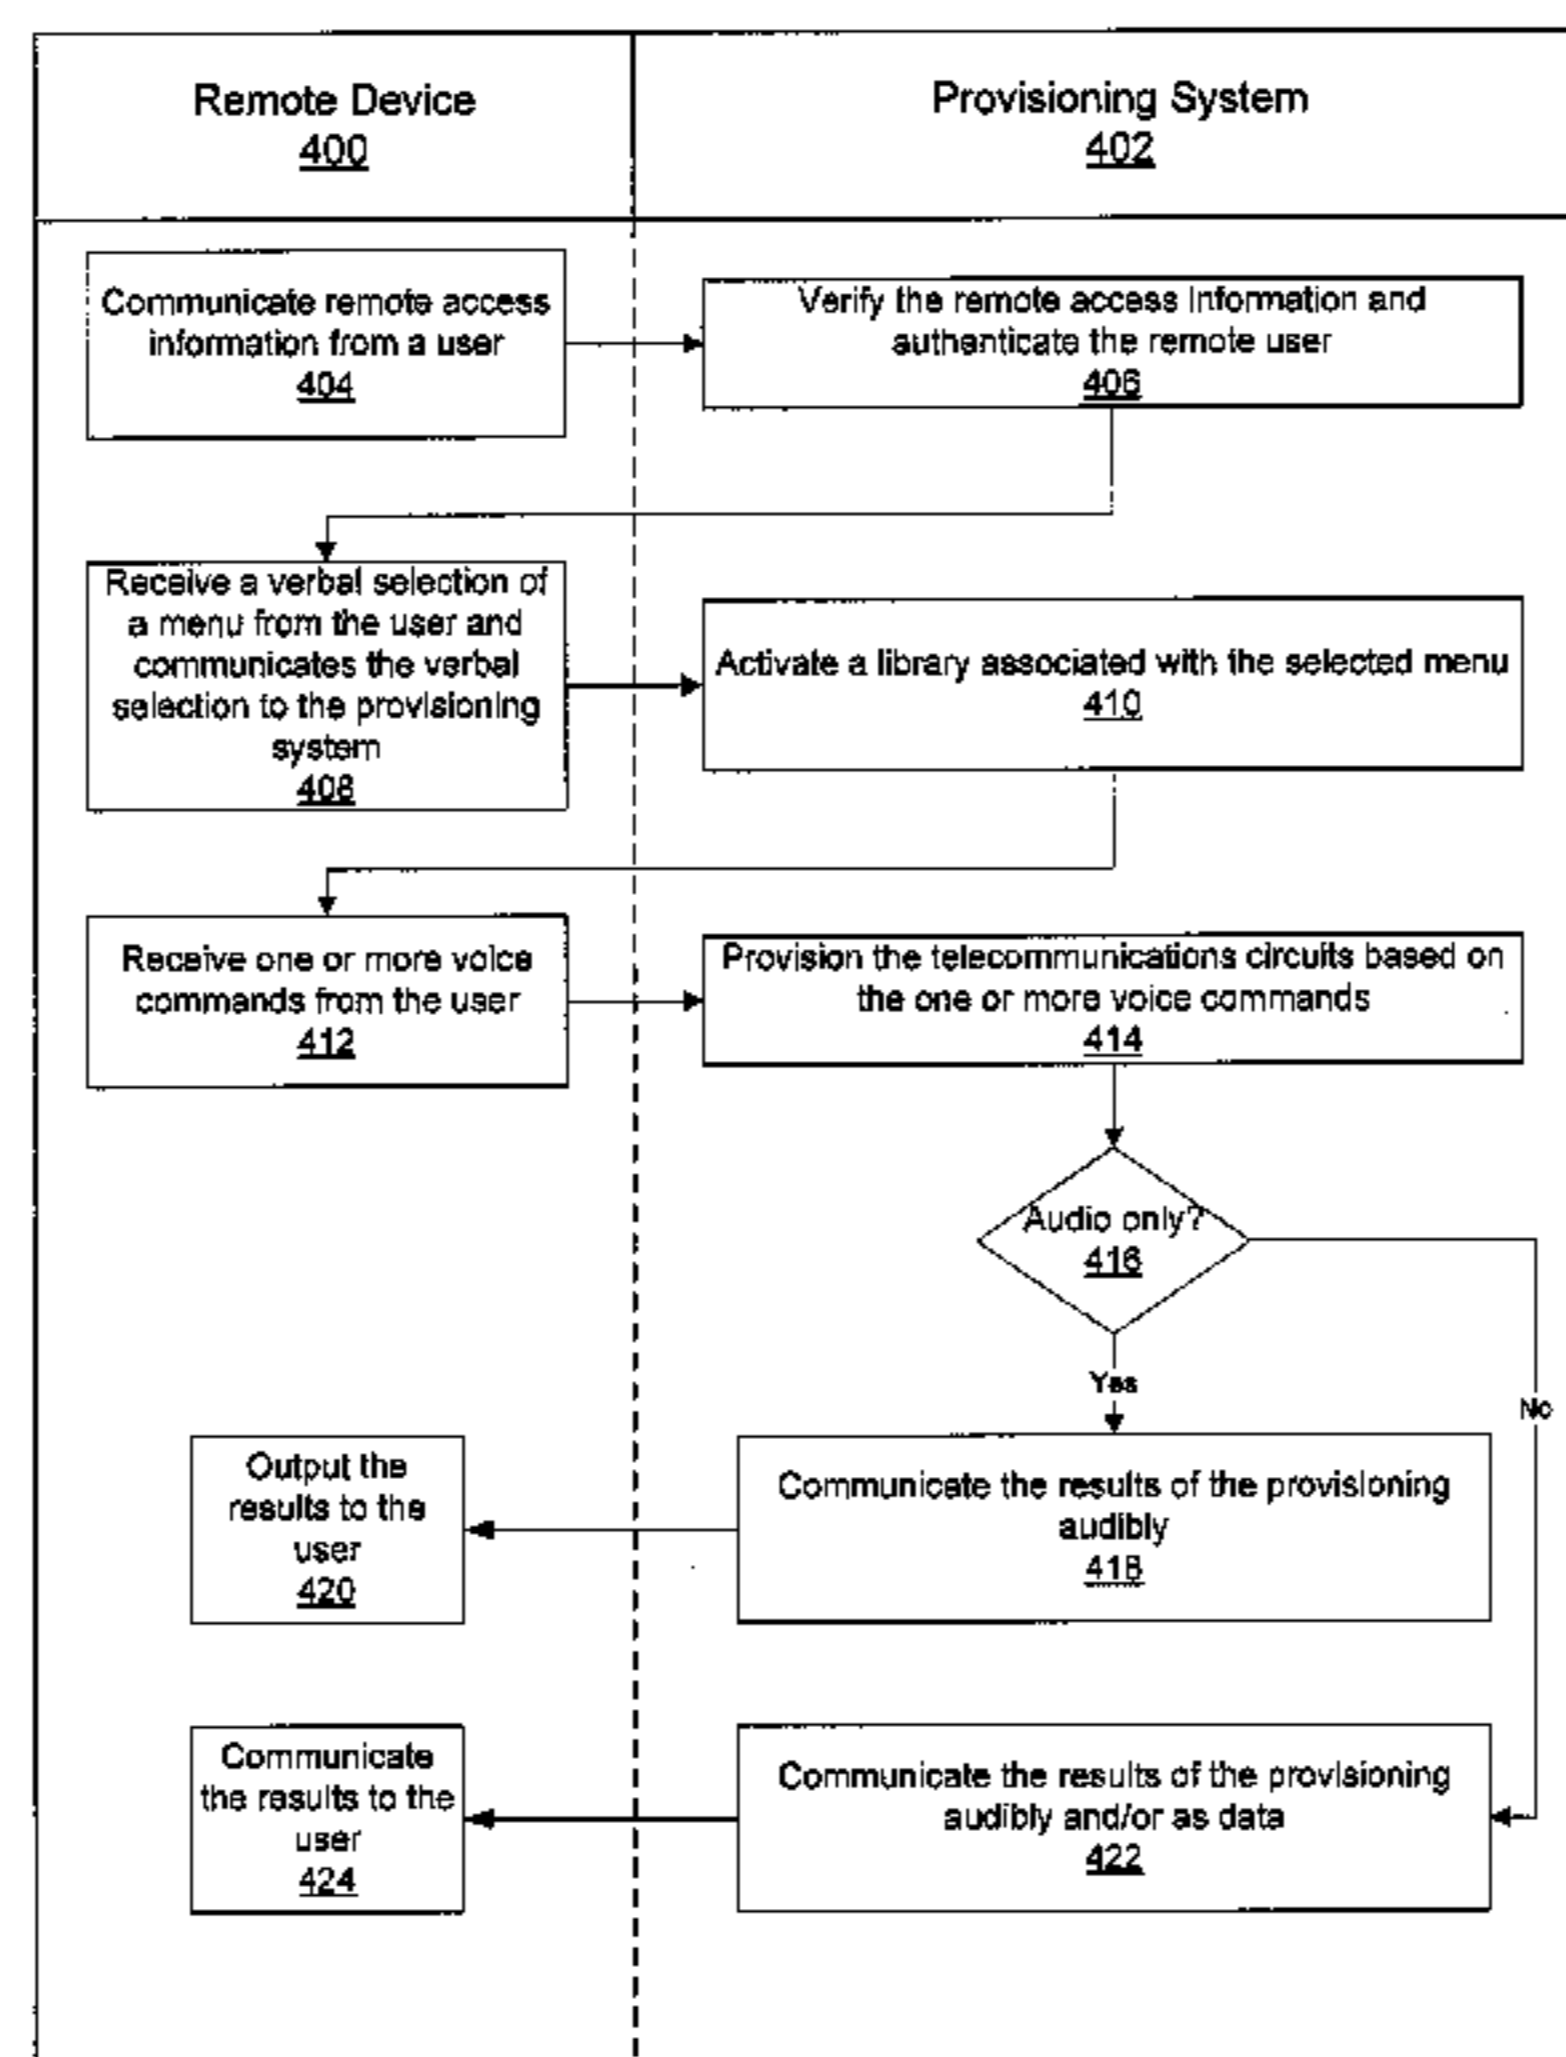 Remote Device
400
Provisioning System
402
Communicate remote access
information from a user
404
Verify the remote access information and
authenticate the remote user
406
Receive a verbal selection of
a menu from the user and
communicates the verbal
selection to the provisioning
system
408
Activate a library associated with the selected menu
410
Receive one or more voice
commands from the user
412
Provision the telecommunications circuits based on
the one or more voice commands
414
Audio only?
416
Yes
No
Output the
results to the
user
420
Communicate the results of the provisioning
audibly
418
Communicate
the results to the
user
424
Communicate the results of the provisioning
audibly and/or as data
422